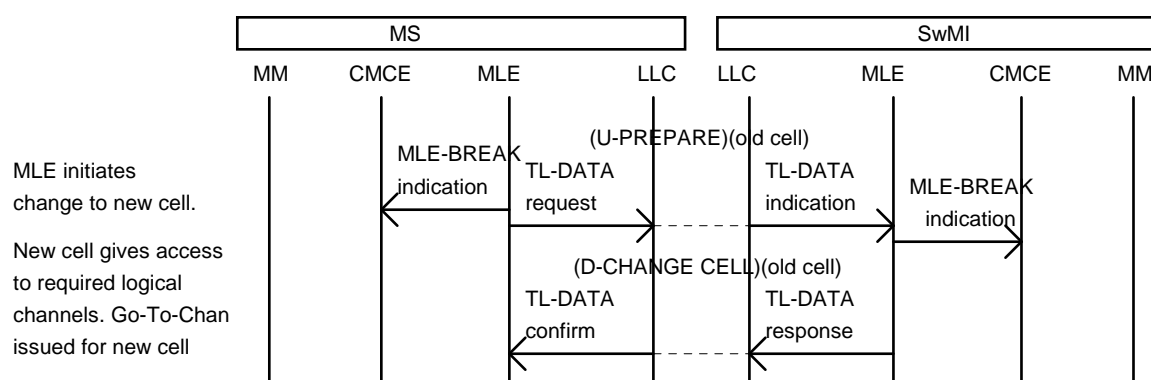 MS SwMI
MM CMCE MLE LLC LLC MLE CMCE MM
(U-PREPARE)(old cell)
MLE initiates
change to new cell.
MLE-BREAK
indication
TL-DATA
request
TL-DATA
indication
MLE-BREAK
indication
New cell gives access
to required logical
channels. Go-To-Chan
issued for new cell
(D-CHANGE CELL)(old cell)
TL-DATA
confirm
TL-DATA
response